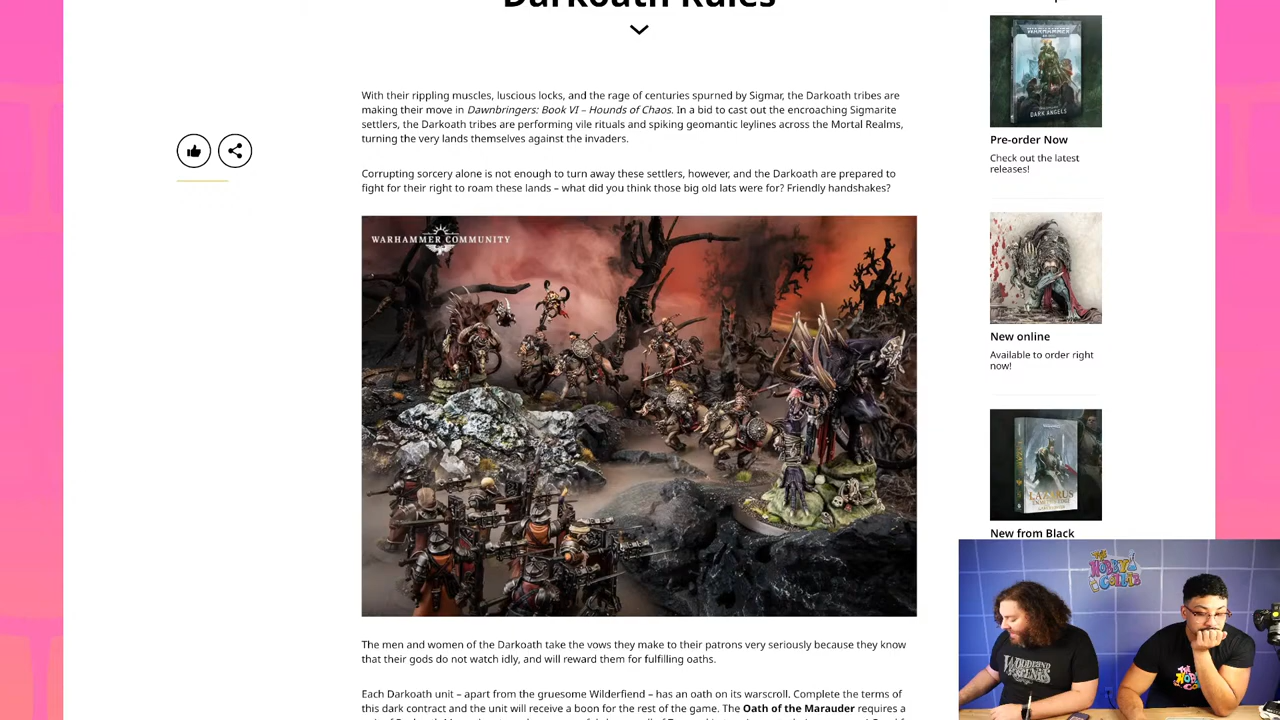 Darkoath Rules
With their rippling muscles, luscious locks, and the rage of centuries spurned by Sigmar, the Darkoath tribes are
making their move in Dawnbringers: Book VI – Hounds of Chaos. In a bid to cast out the encroaching Sigmarite
settlers, the Darkoath tribes are performing vile rituals and spiking geomantic leylines across the Mortal Realms,
turning the very lands themselves against the invaders.
Corrupting sorcery alone is not enough to turn away these settlers, however, and the Darkoath are prepared to
fight for their right to roam these lands – what did you think those big old lats were for? Friendly handshakes?
WARHAMMER COMMUNITY
The men and women of the Darkoath take the vows they make to their patrons very seriously because they know
that their gods do not watch idly, and will reward them for fulfilling oaths.
Each Darkoath unit – apart from the gruesome Wilderfiend – has an oath on its warscroll. Complete the terms of
this dark contract and the unit will receive a boon for the rest of the game. The Oath of the Marauder requires a
WARHAMMER
DARK ANGELS
Pre-order Now
Check out the latest
releases!
New online
Available to order right
now!
LAZARUS
New from Black
THE
HOBBY